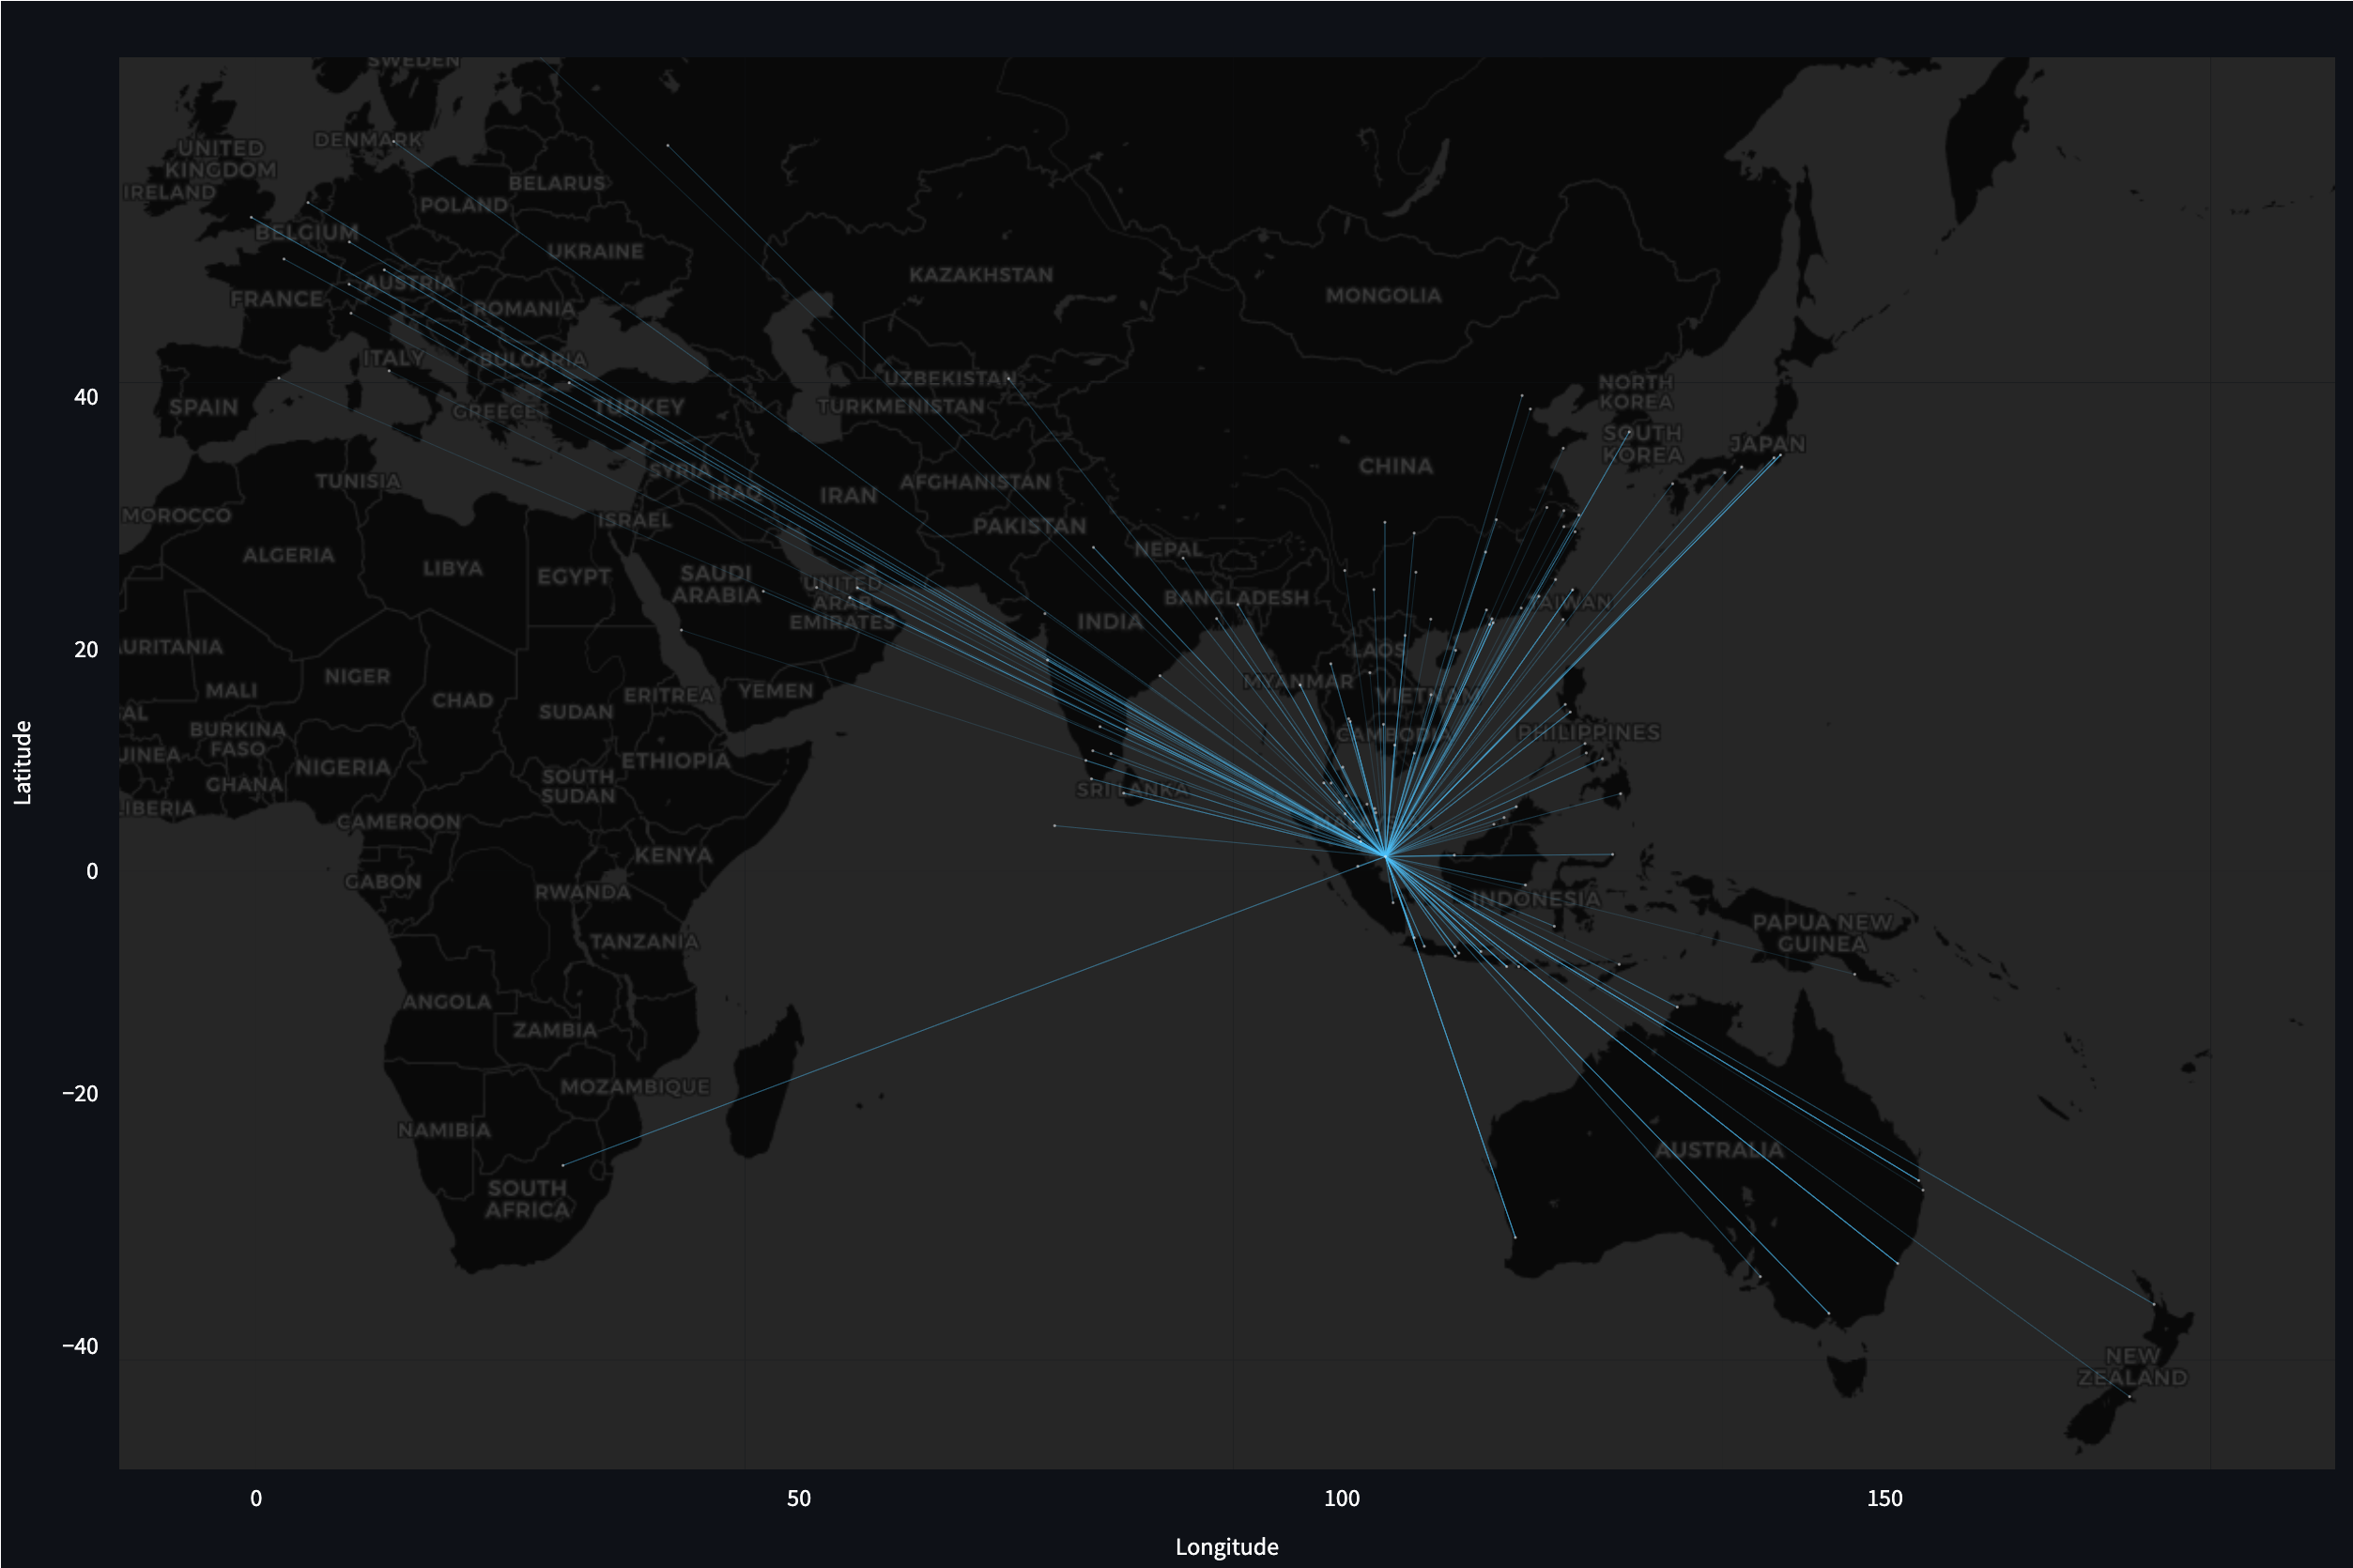 SWEDEN
DENMARK
UNITED
KINGDOM
IRELAND
BELARUS
POLAND
BELGIUM
UKRAINE
KAZAKHSTAN
AUSTRIA
MONGOLIA
FRANCE
ROMANIA
ITALY
BULGARIA
UZBEKISTAN
NORTH
KOREA
40
SPAIN
GREECE
TURKEY
TURKMENISTAN
SOUTH
KOREA
JAPAN
CHINA
SYRIA
TUNISIA
AFGHANISTAN
IRAQ
IRAN
MOROCCO
ISRAEL
PAKISTAN
NEPAL
ALGERIA
LIBYA
EGYPT
SAUDI
ARABIA
UNITED
ARAB
EMIRATES
BANGLADESH
TAIWAN
INDIA
20
AURITANIA
LAOS
NIGER
MYANMAR
MALI
CHAD
SUDAN
ERITREA
YEMEN
VIETNAM
GAL
BURKINA
FASO
CAMBODIA
PHILIPPINES
UINEA
NIGERIA
ETHIOPIA
GHANA
SOUTH
SUDAN
SRI LANKA
LIBERIA
CAMEROON
Latitude
KENYA
0
GABON
RWANDA
INDONESIA
PAPUA NEW
GUINEA
TANZANIA
ANGOLA
ZAMBIA
−20
MOZAMBIQUE
NAMIBIA
AUSTRALIA
SOUTH
AFRICA
−40
NEW
ZEALAND
0
50
100
150
Longitude